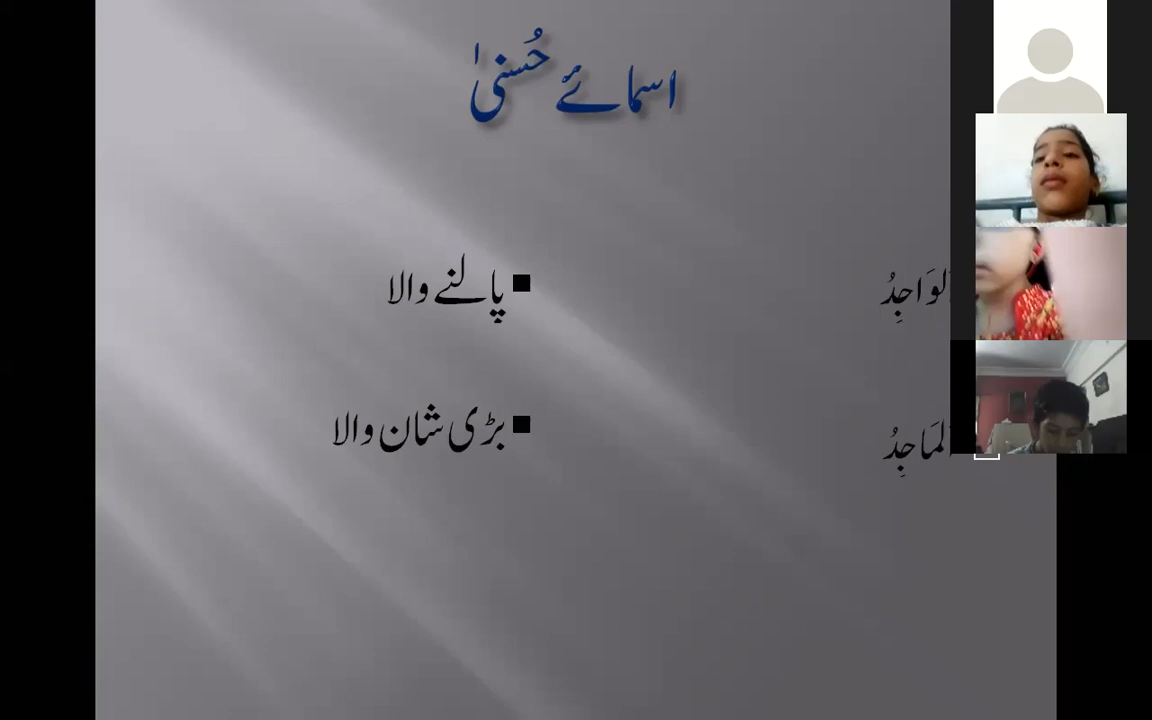 اسمائے حُسنیٰ
لوَاجِدُ ■ پالنے والا
لمَاجِدُ ■ بڑی شان والا